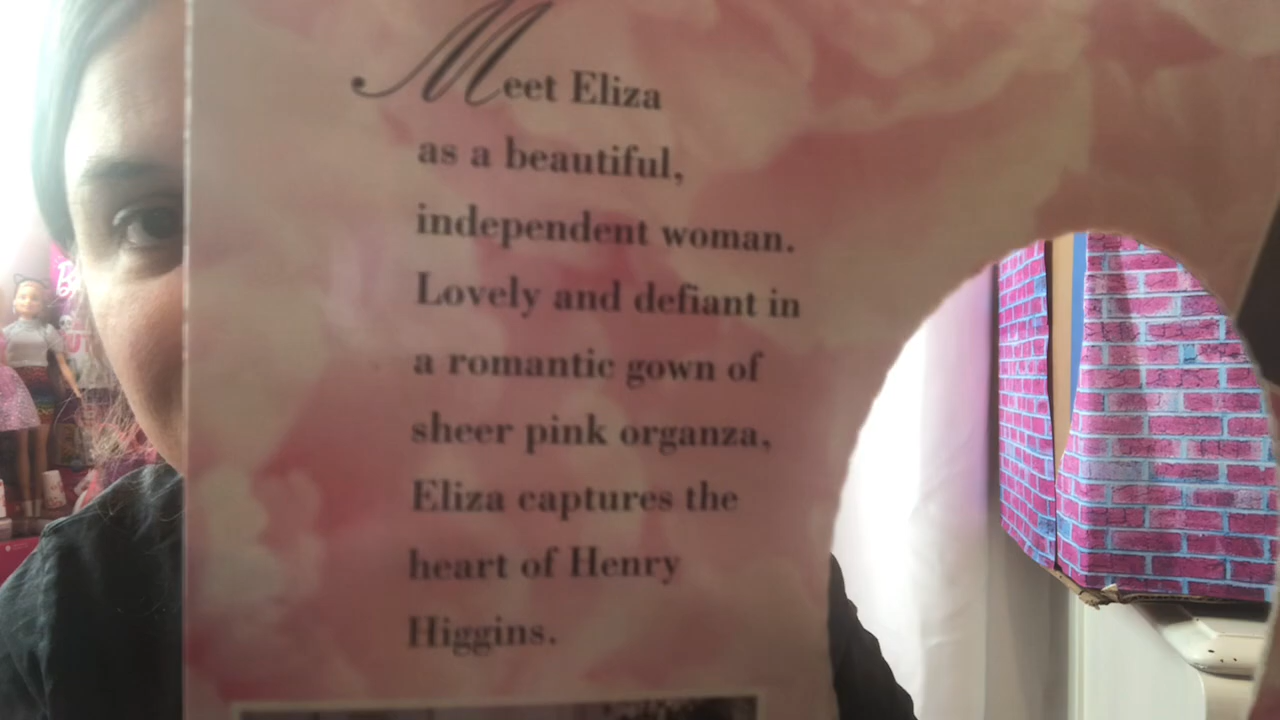 Meet Eliza
as a beautiful,
independent woman.
Lovely and defiant in
a romantic gown of
sheer pink organza,
Eliza captures the
heart of Henry
Higgins.